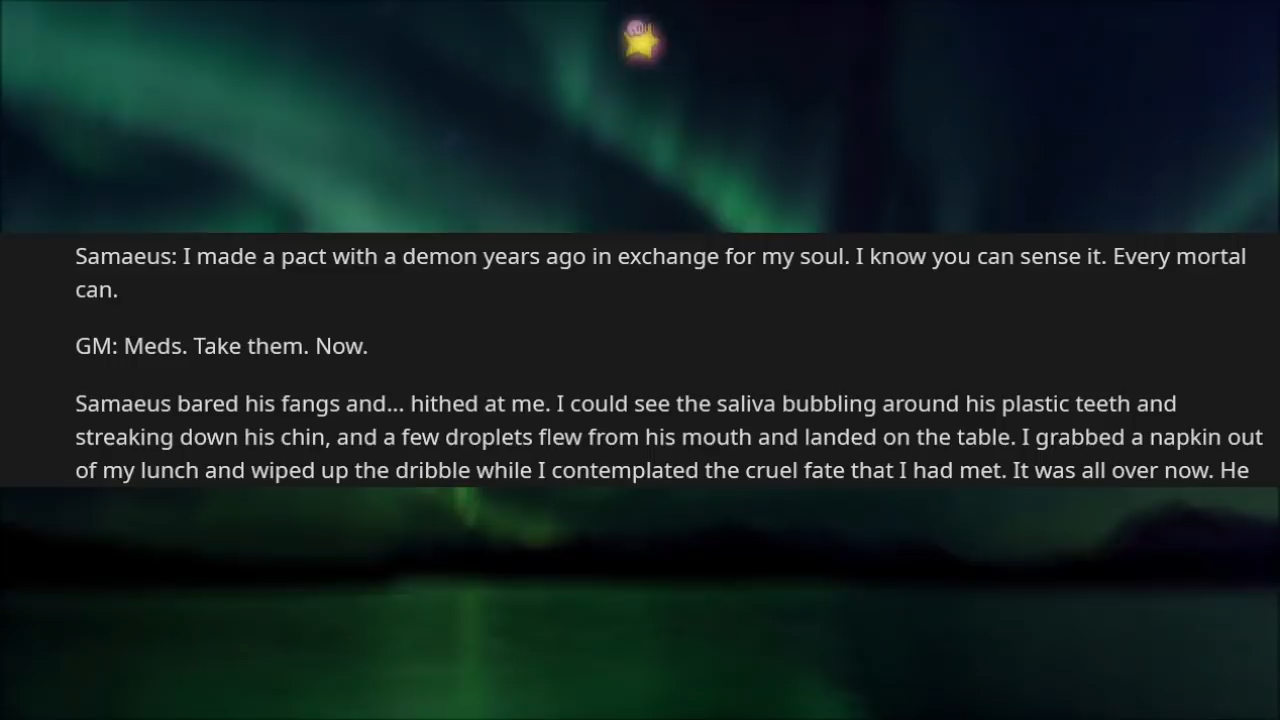 Samaeus: I made a pact with a demon years ago in exchange for my soul. I know you can sense it. Every mortal
can.
GM: Meds. Take them. Now.
Samaeus bared his fangs and... hithed at me. I could see the saliva bubbling around his plastic teeth and
streaking down his chin, and a few droplets flew from his mouth and landed on the table. I grabbed a napkin out
of my lunch and wiped up the dribble while I contemplated the cruel fate that I had met. It was all over now. He